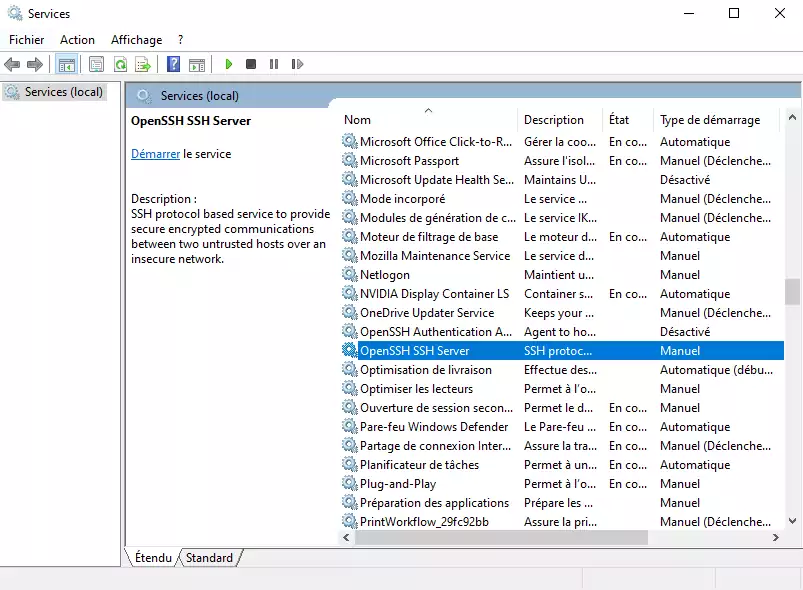 Services
Fichier Action Affichage ?
Services (local)
Services (local)
OpenSSH SSH Server
Démarrer le service
Description :
SSH protocol based service to provide
secure encrypted communications
between two untrusted hosts over an
insecure network.
Nom Description État Type de démarrage
Microsoft Office Click-to-R... Gérer la coo... En co... Automatique
Microsoft Passport Assure l'isol... En co... Manuel (Déclenche...
Microsoft Update Health Se... Maintains U... Désactivé
Mode incorporé Le service ... Manuel (Déclenche...
Modules de génération de c... Le service IK... Manuel (Déclenche...
Moteur de filtrage de base Le moteur d... En co... Automatique
Mozilla Maintenance Service Le service d... Manuel
Netlogon Maintient u... Manuel
NVIDIA Display Container LS Container s... En co... Automatique
OneDrive Updater Service Keeps your ... Manuel (Déclenche...
OpenSSH Authentication A... Agent to ho... Désactivé
OpenSSH SSH Server SSH protoc... Manuel
Optimisation de livraison Effectue des... Automatique (débu...
Optimiser les lecteurs Permet à l'o... Manuel
Ouverture de session secon... Permet le d... En co... Manuel
Pare-feu Windows Defender Le Pare-feu ... En co... Automatique
Partage de connexion Inter... Assure la tra... En co... Manuel (Déclenche...
Planificateur de tâches Permet à un... En co... Automatique
Plug-and-Play Permet à l'o... En co... Manuel
Préparation des applications Prépare les ... Manuel
PrintWorkflow_29fc92bb Assure la pri... Manuel (Déclenche...
Étendu Standard